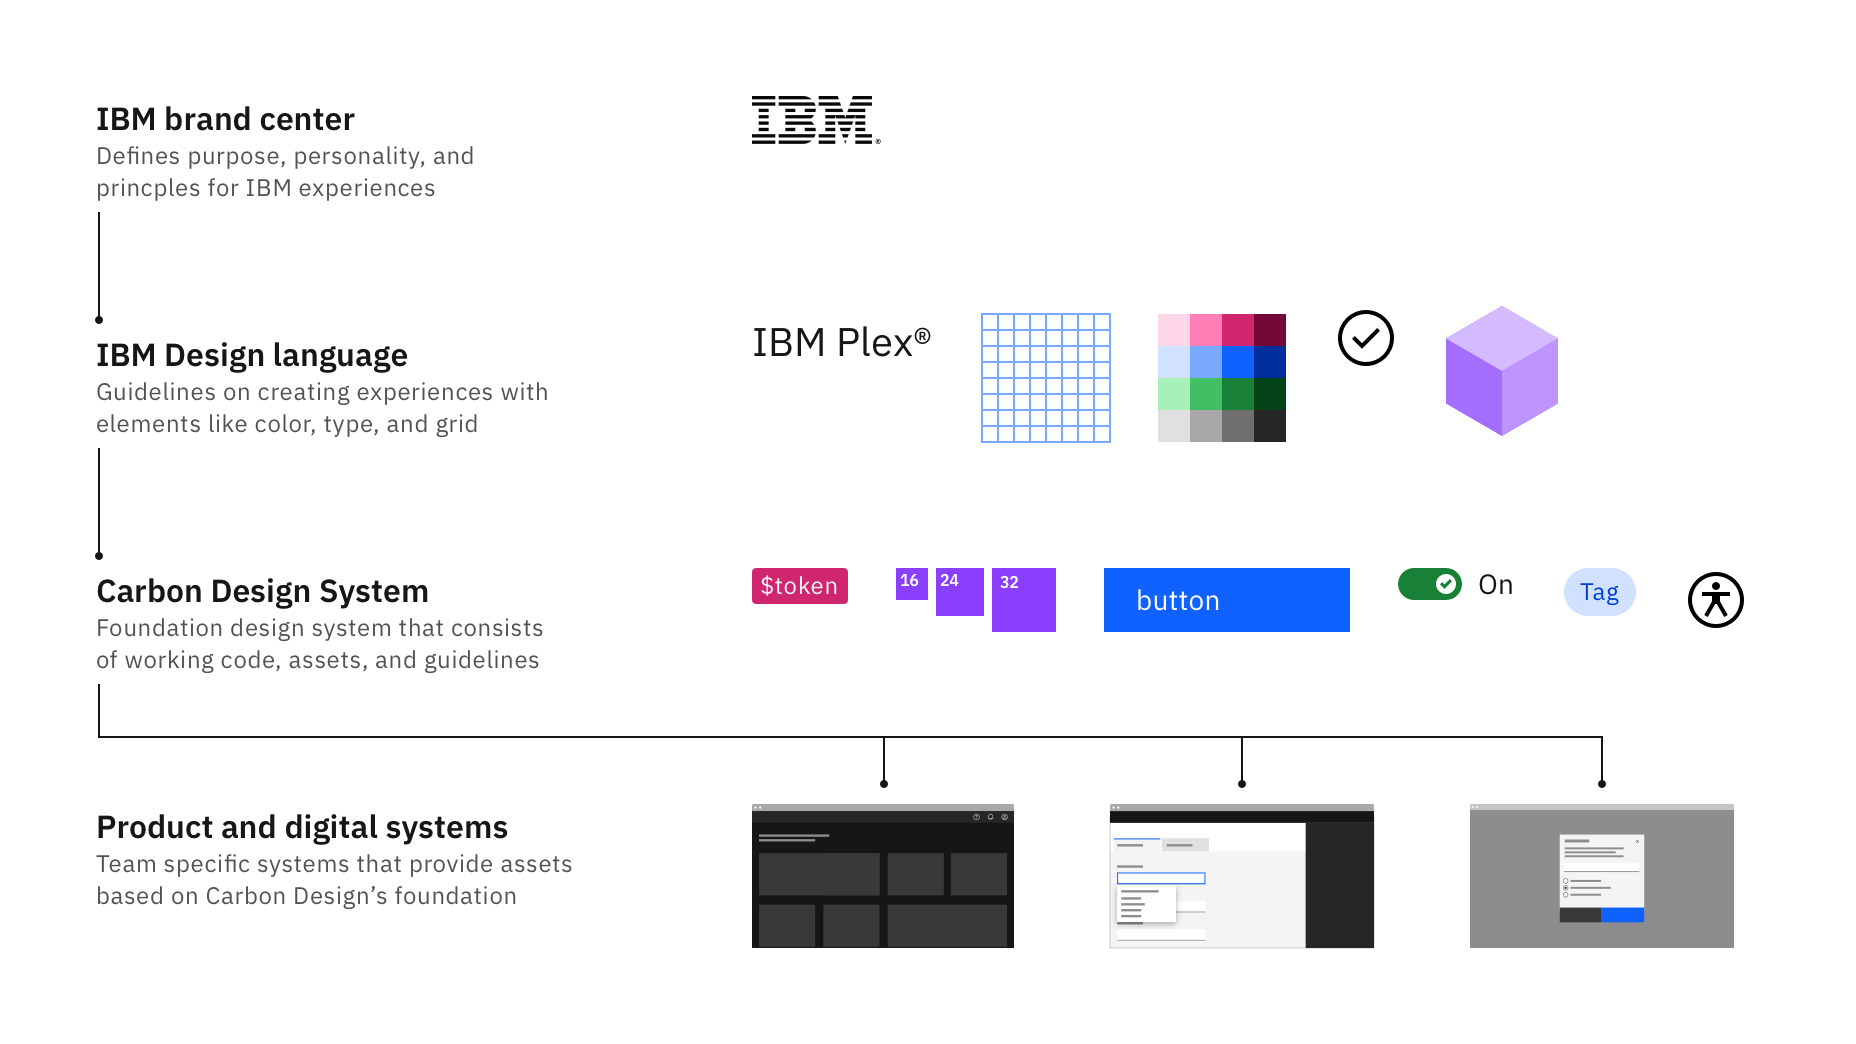 IBM brand center
Defines purpose, personality, and
princples for IBM experiences
IBM®
IBM Design language
Guidelines on creating experiences with
elements like color, type, and grid
IBM Plex®
Carbon Design System
Foundation design system that consists
of working code, assets, and guidelines
$token
16
24
32
button
On
Tag
Product and digital systems
Team specific systems that provide assets
based on Carbon Design’s foundation